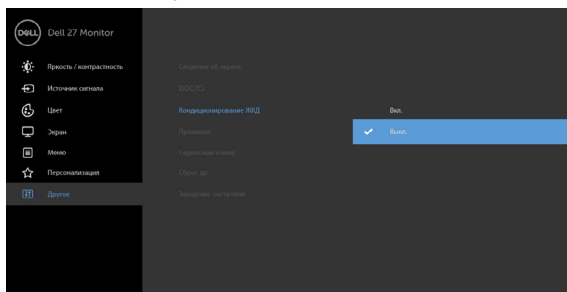 DELL Dell 27 Monitor
Яркость / контрастность
Сведения об экране
Источник сигнала
DDC/CI
Цвет
Кондиционирование ЖКД
Вкл.
Экран
Прошивка
Выкл.
Меню
Сервисный номер
Персонализация
Сброс др.
Другое
Заводские настройки